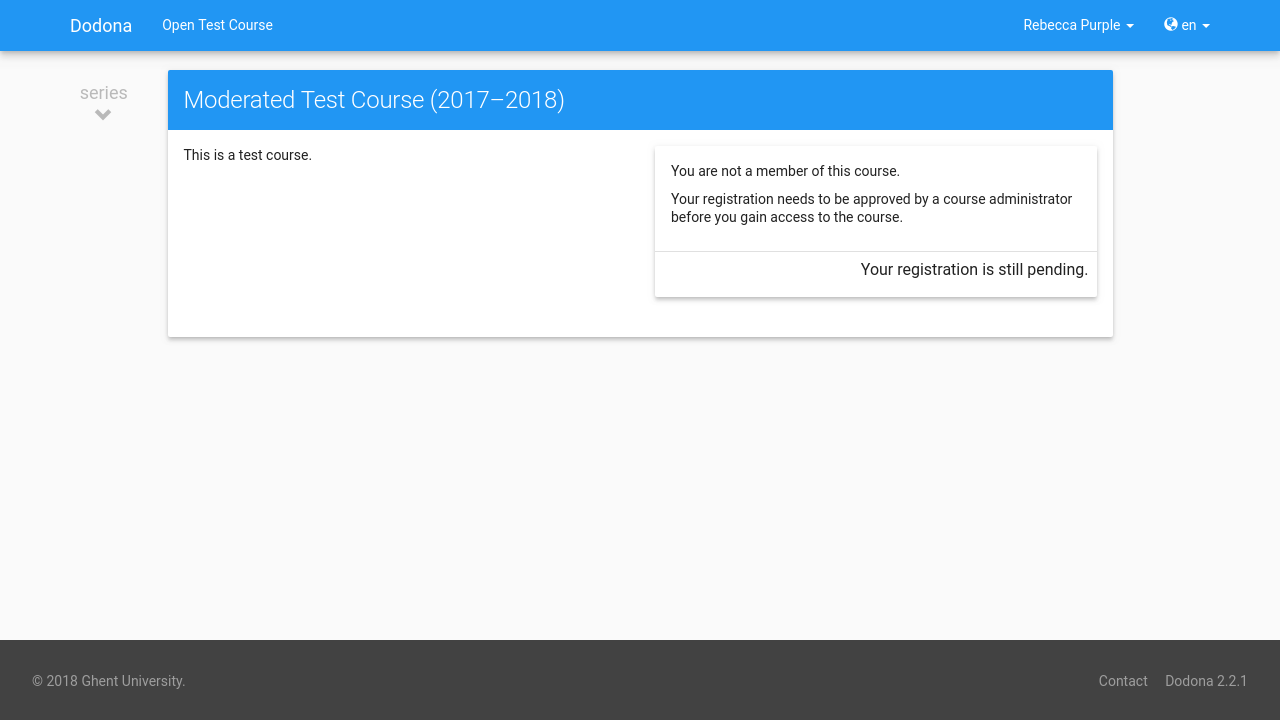 Dodona
Open Test Course
Rebecca Purple
en
series
Moderated Test Course (2017–2018)
This is a test course.
You are not a member of this course.
Your registration needs to be approved by a course administrator
before you gain access to the course.
Your registration is still pending.
© 2018 Ghent University.
Contact
Dodona 2.2.1